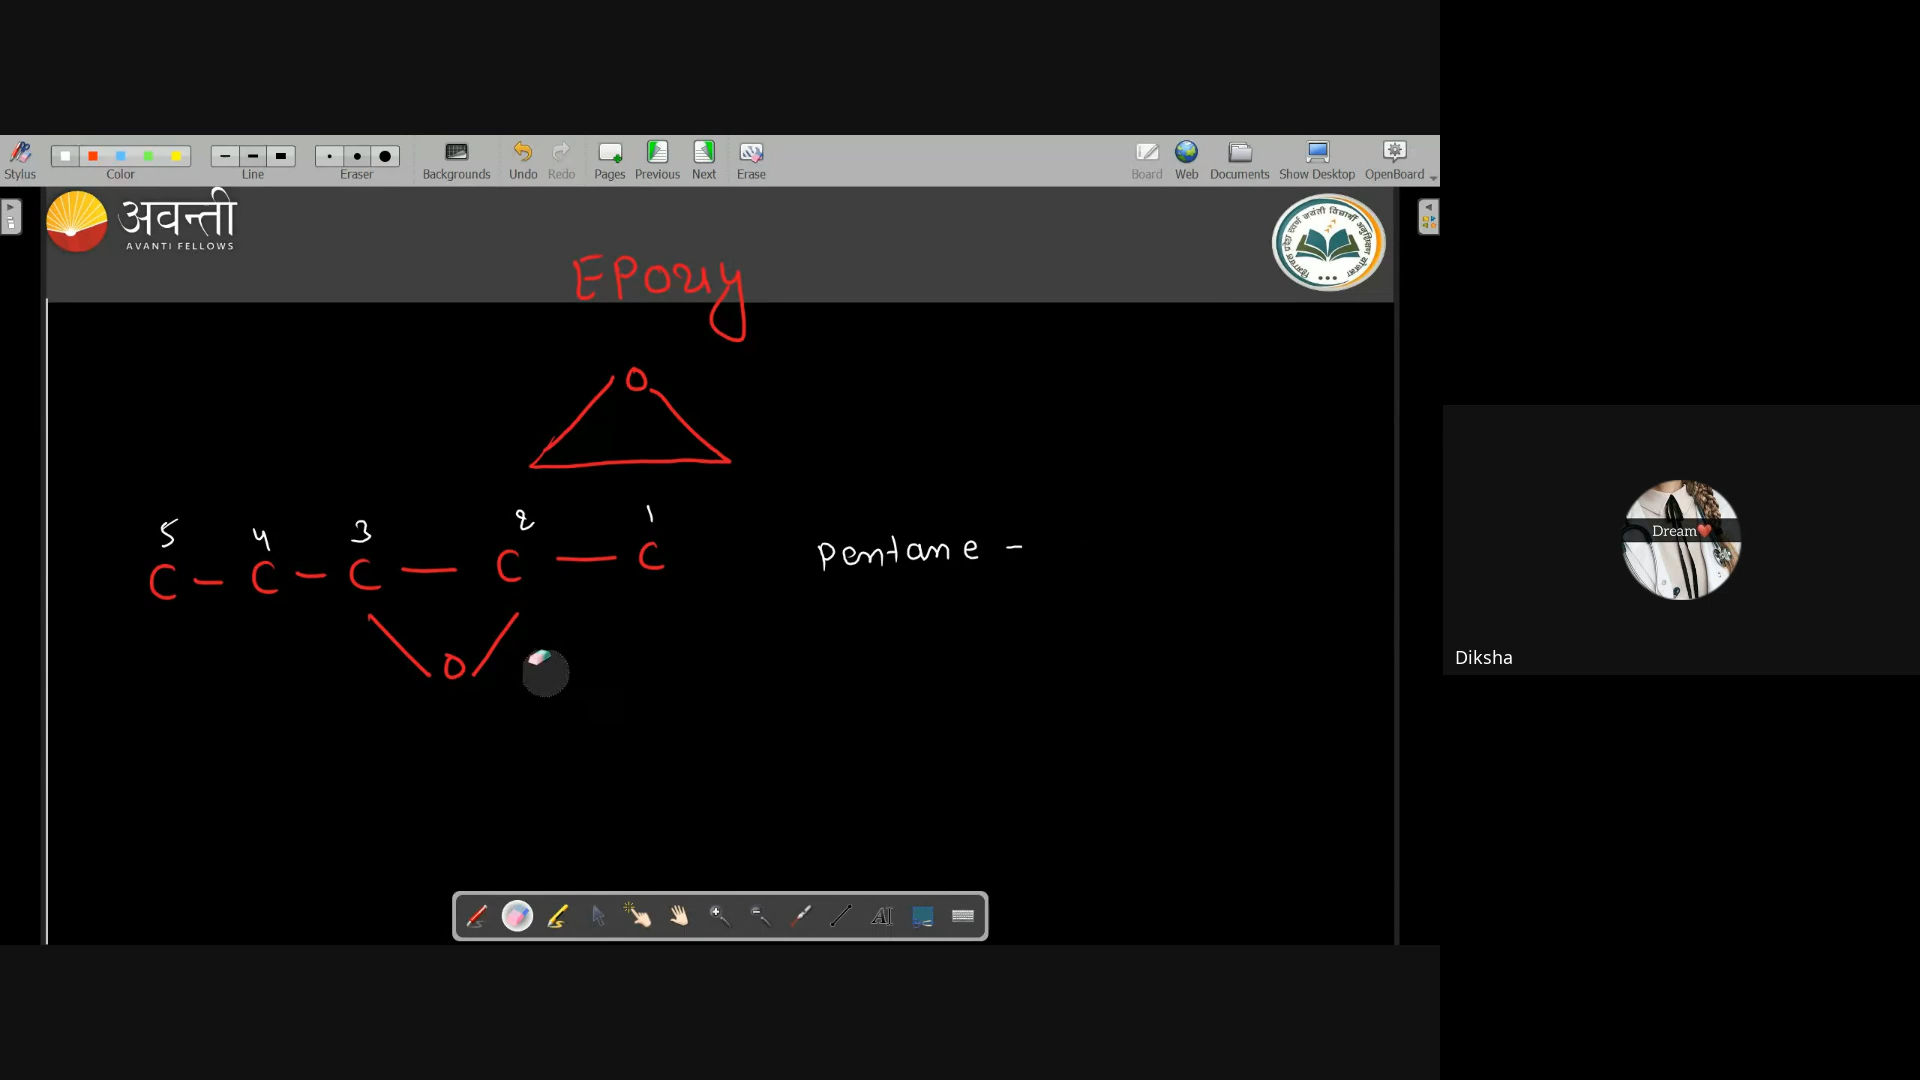 Stylus Color Line Eraser Backgrounds Undo Redo Pages Previous Next Erase Board Web Documents Show Desktop OpenBoard
अवन्ती
AVANTI FELLOWS
EPOxy
O
5 4 3 2 1
C - C - C - C - C
Pentane -
O
Dream❤️
Diksha